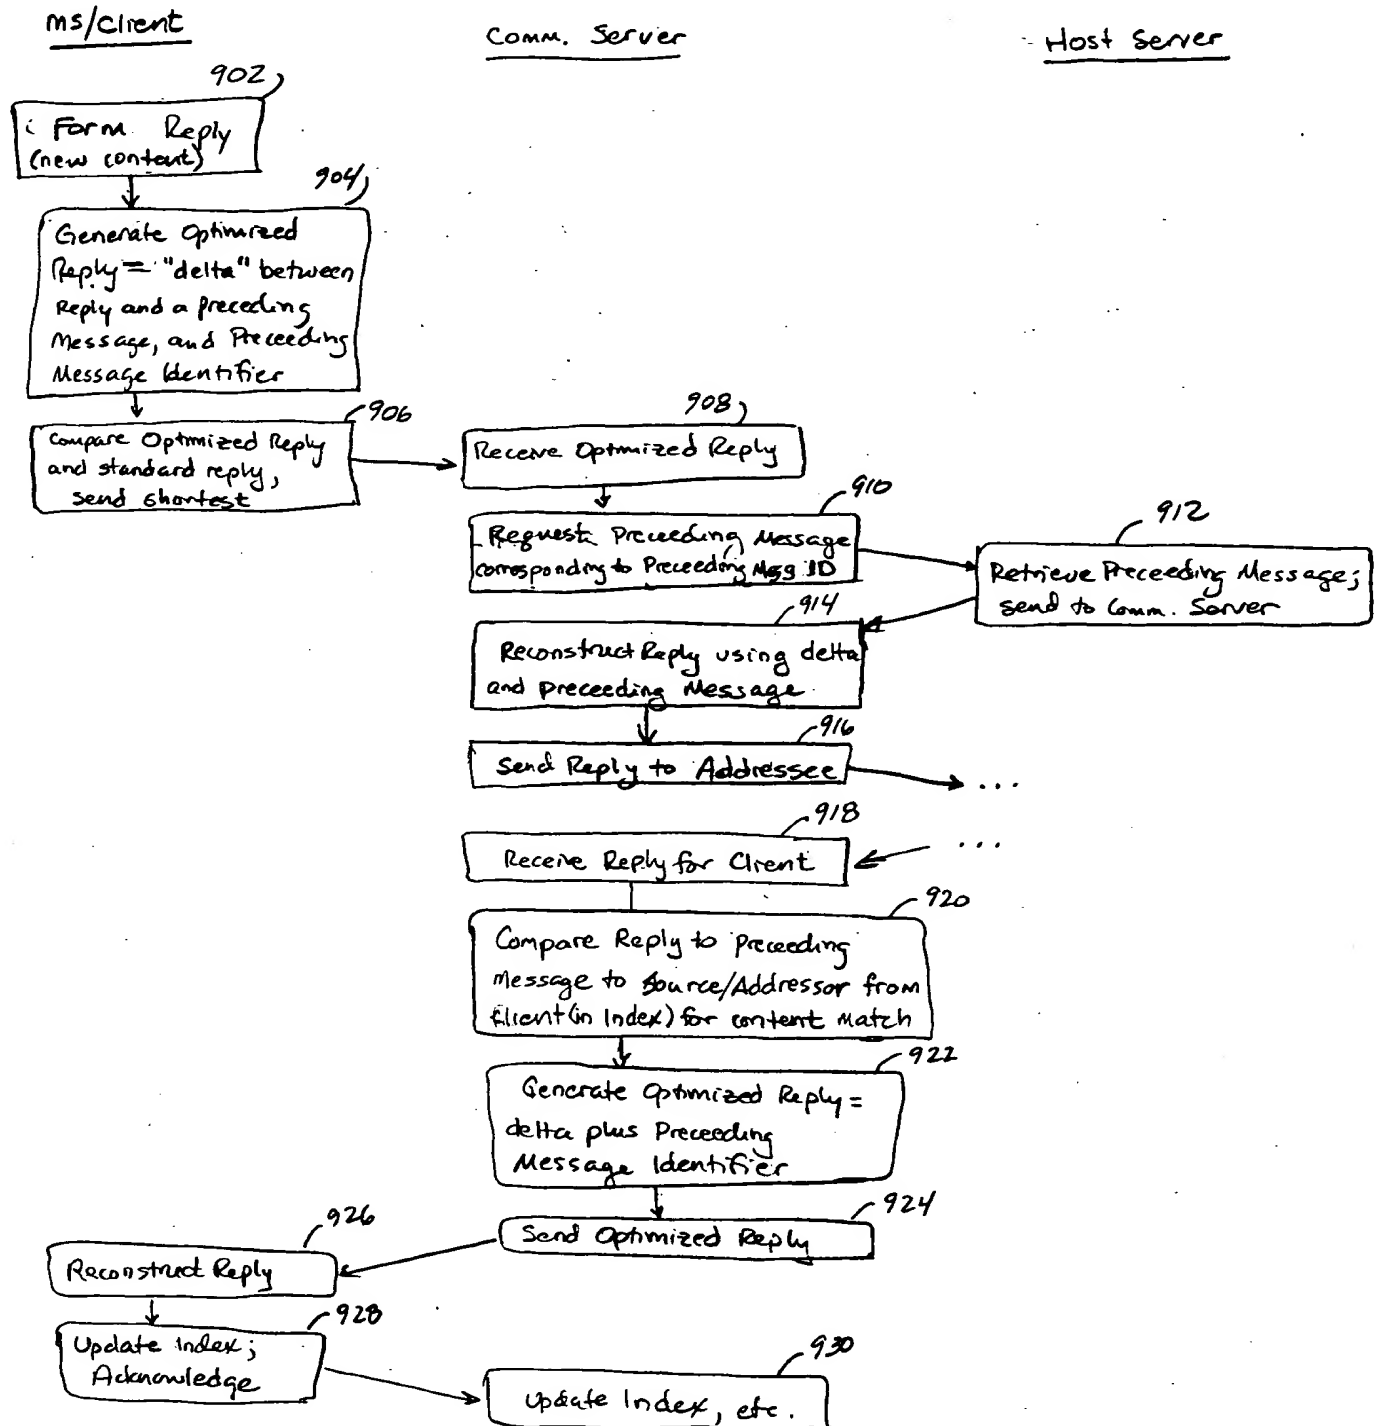 ms/Client
Comm. Server
Host Server
902
Form Reply
(new content)
904
Generate Optimized
Reply = "delta" between
Reply and a preceeding
Message, and Preceeding
Message Identifier
906
Compare Optimized Reply
and standard reply,
send shortest
908
Receive Optimized Reply
910
Request Preceeding Message
corresponding to Preceeding Msg ID
912
Retrieve Preceeding Message;
send to Comm. Server
914
Reconstruct Reply using delta
and preceeding Message
916
Send Reply to Addressee
...
918
Receive Reply for Client
...
920
Compare Reply to preceeding
Message to Source/Addressor from
Client (in Index) for content match
922
Generate Optimized Reply =
delta plus Preceeding
Message Identifier
924
Send Optimized Reply
926
Reconstruct Reply
928
Update Index;
Acknowledge
930
Update Index, etc.